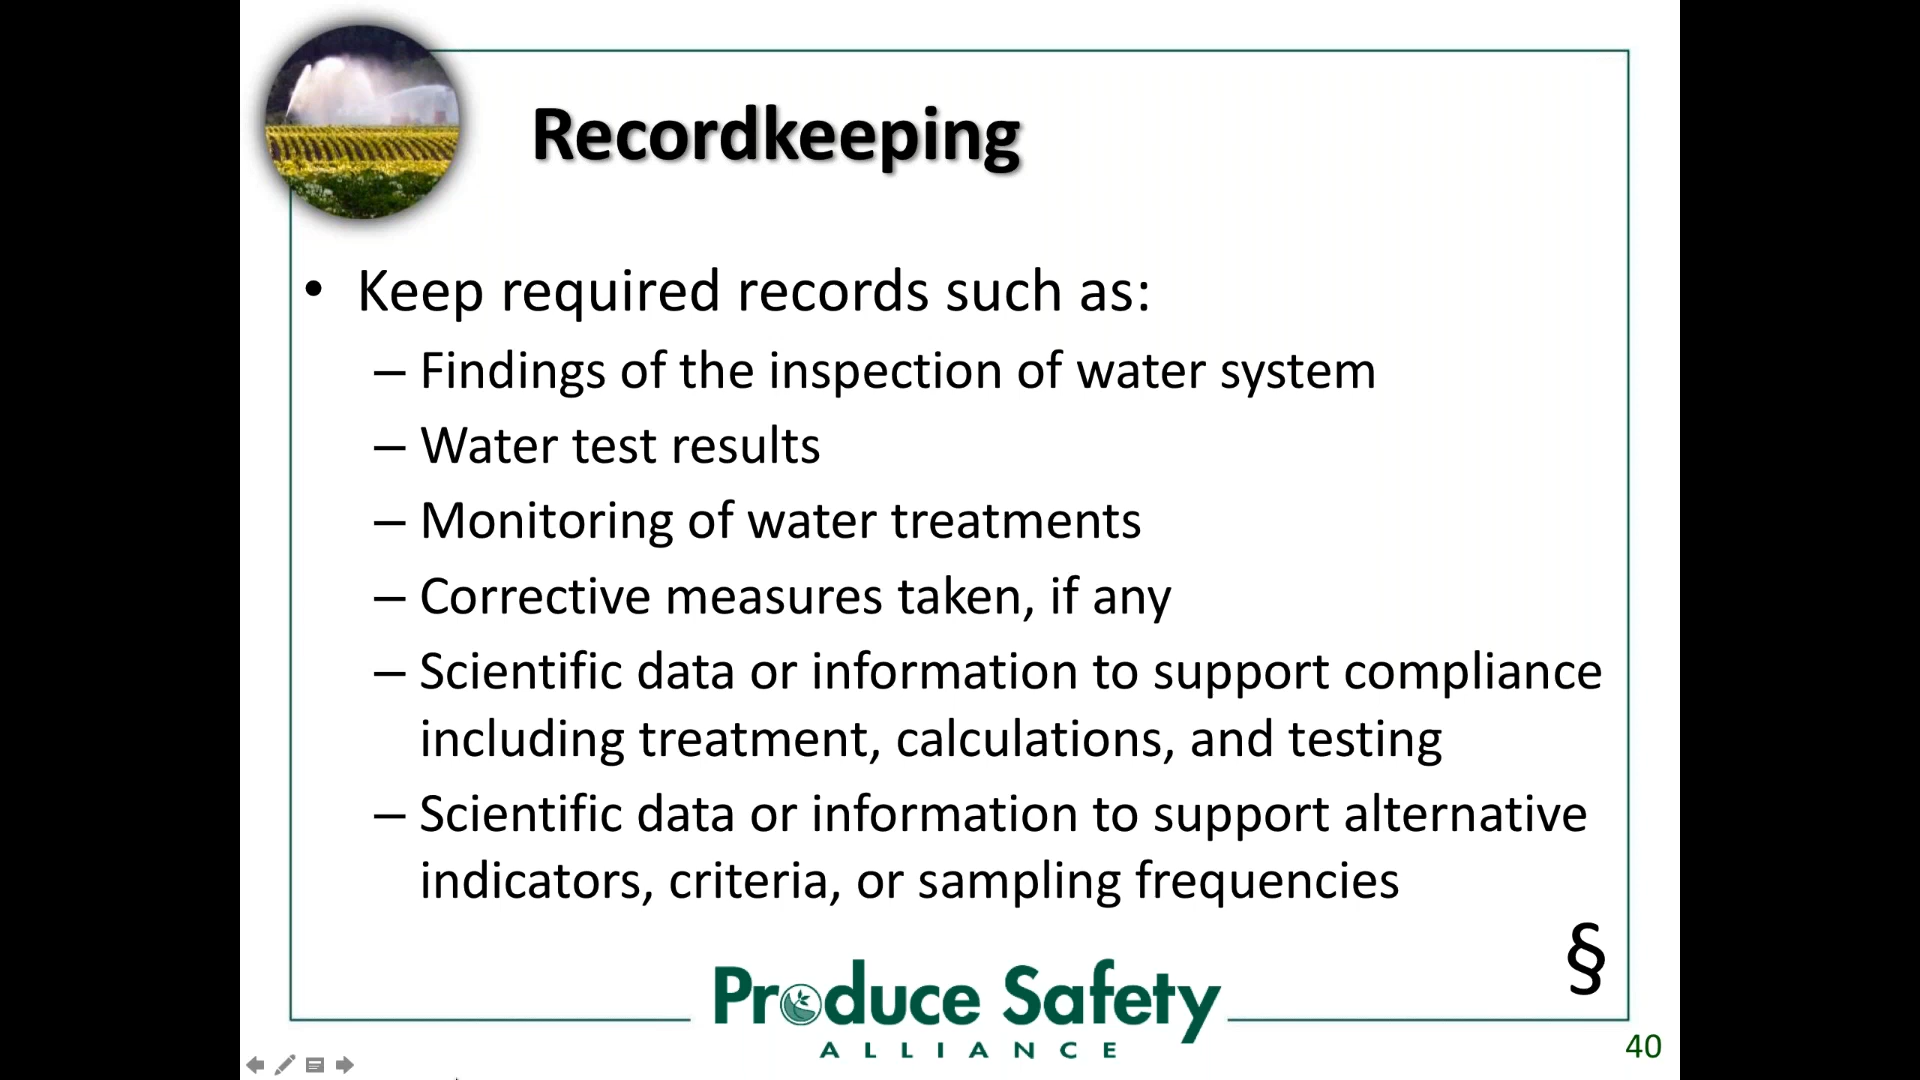 Recordkeeping
• Keep required records such as:
– Findings of the inspection of water system
– Water test results
– Monitoring of water treatments
– Corrective measures taken, if any
– Scientific data or information to support compliance
including treatment, calculations, and testing
– Scientific data or information to support alternative
indicators, criteria, or sampling frequencies
§
Produce Safety
ALLIANCE
40